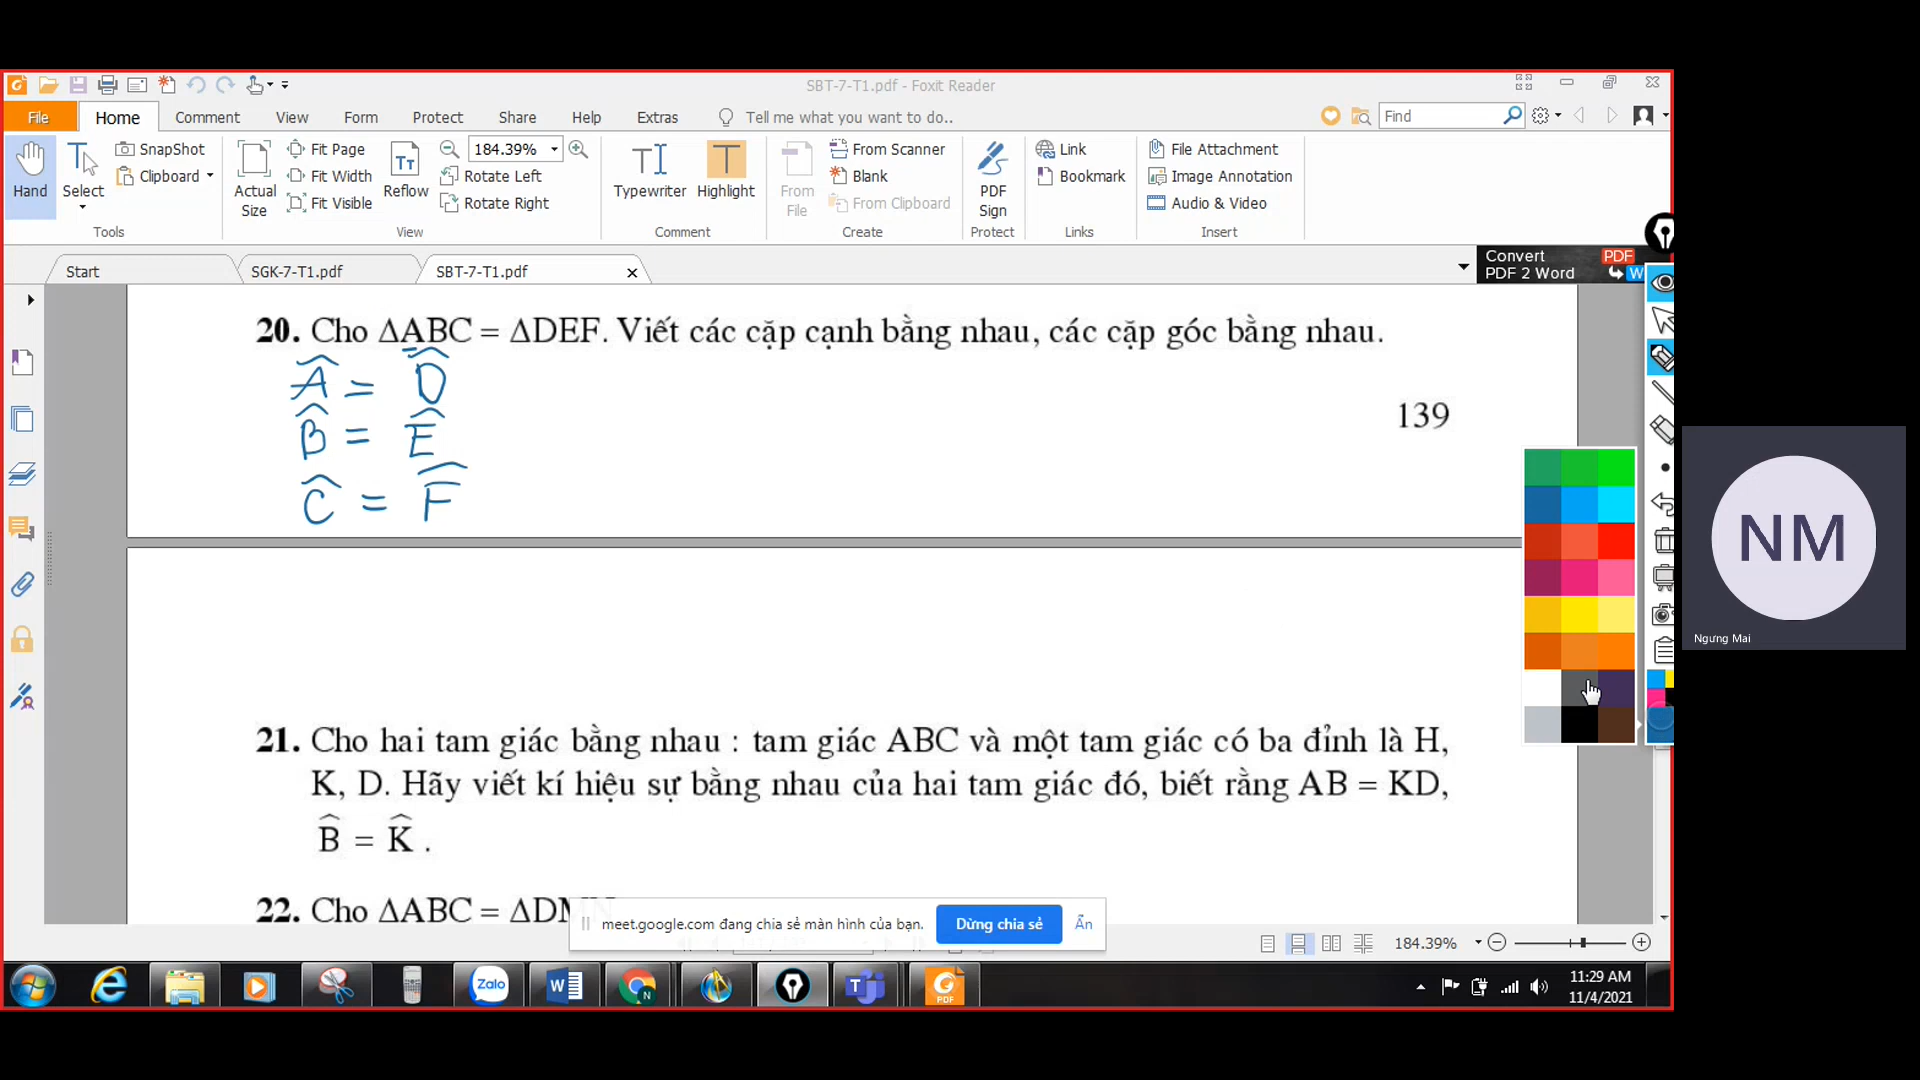 SBT-7-T1.pdf - Foxit Reader
File Home Comment View Form Protect Share Help Extras Tell me what you want to do.. Find
Hand
Select
SnapShot
Clipboard
Tools
Actual Size
Fit Page
Fit Width
Fit Visible
Reflow
184.39%
Rotate Left
Rotate Right
View
Typewriter
Highlight
Comment
From File
From Scanner
Blank
From Clipboard
Create
PDF Sign
Protect
Link
Bookmark
Links
File Attachment
Image Annotation
Audio & Video
Insert
Start SGK-7-T1.pdf SBT-7-T1.pdf
Convert PDF
PDF 2 Word W
20. Cho ΔABC = ΔDEF. Viết các cặp cạnh bằng nhau, các cặp góc bằng nhau.
Â = D̂
B̂ = Ê
Ĉ = F̂
139
21. Cho hai tam giác bằng nhau : tam giác ABC và một tam giác có ba đỉnh là H,
K, D. Hãy viết kí hiệu sự bằng nhau của hai tam giác đó, biết rằng AB = KD,
B̂ = K̂ .
22. Cho ΔABC = ΔDMN
meet.google.com đang chia sẻ màn hình của bạn. Dừng chia sẻ Ẩn
184.39%
Zalo
PDF
11:29 AM
11/4/2021
NM
Ngưng Mai